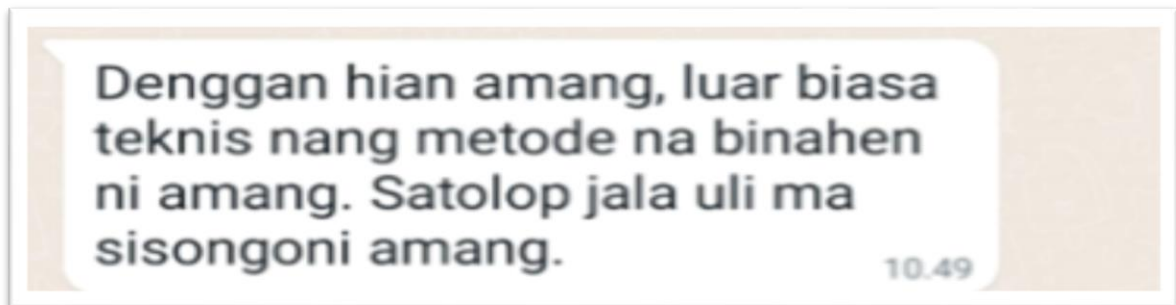 Denggan hian amang, luar biasa
teknis nang metode na binahen
ni amang. Satolop jala uli ma
sisongoni amang.
10.49